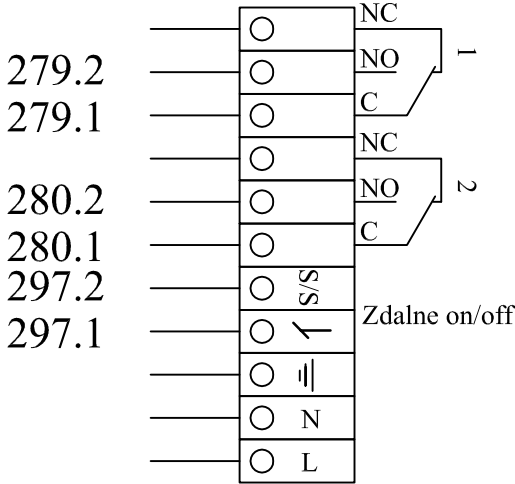 NC
1
279.2 NO
279.1 C
NC
280.2 NO
2
280.1 C
297.2 S/S
297.1 Zdalne on/off
N
L